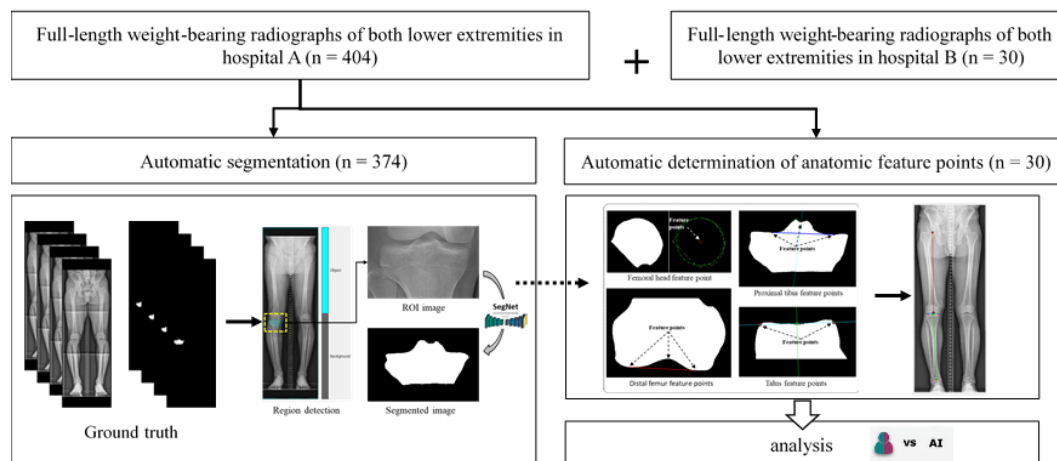 Full-length weight-bearing radiographs of both lower extremities in
hospital A (n = 404)
+
Full-length weight-bearing radiographs of both
lower extremities in hospital B (n = 30)
Automatic segmentation (n = 374)
Automatic determination of anatomic feature points (n = 30)
Ground truth
Object
Background
Region detection
ROI image
SegNet
Segmented image
Feature
points
Femoral head feature point
Feature points
Proximal tibia feature points
Feature points
Distal femur feature points
Feature points
Talus feature points
analysis
vs AI